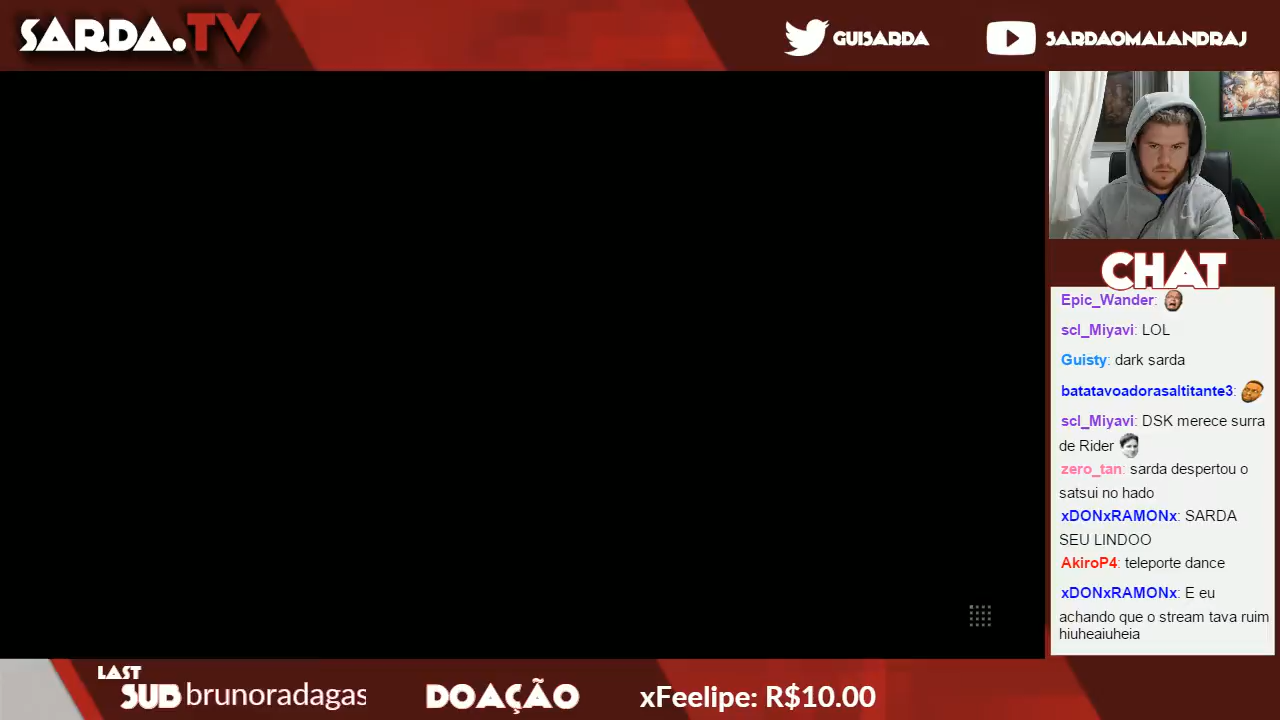 SARDA.TV
GUISARDA
SARDAOMALANDRAJ
CHAT
Epic_Wander:
scl_Miyavi: LOL
Guisty: dark sarda
batatavoadorasaltitante3:
scl_Miyavi: DSK merece surra
de Rider
zero_tan: sarda despertou o
satsui no hado
xDONxRAMONx: SARDA
SEU LINDOO
AkiroP4: teleporte dance
xDONxRAMONx: E eu
achando que o stream tava ruim
hiuheaiuheia
LAST
SUB brunoradagas
DOAÇÃO
xFeelipe: R$10.00